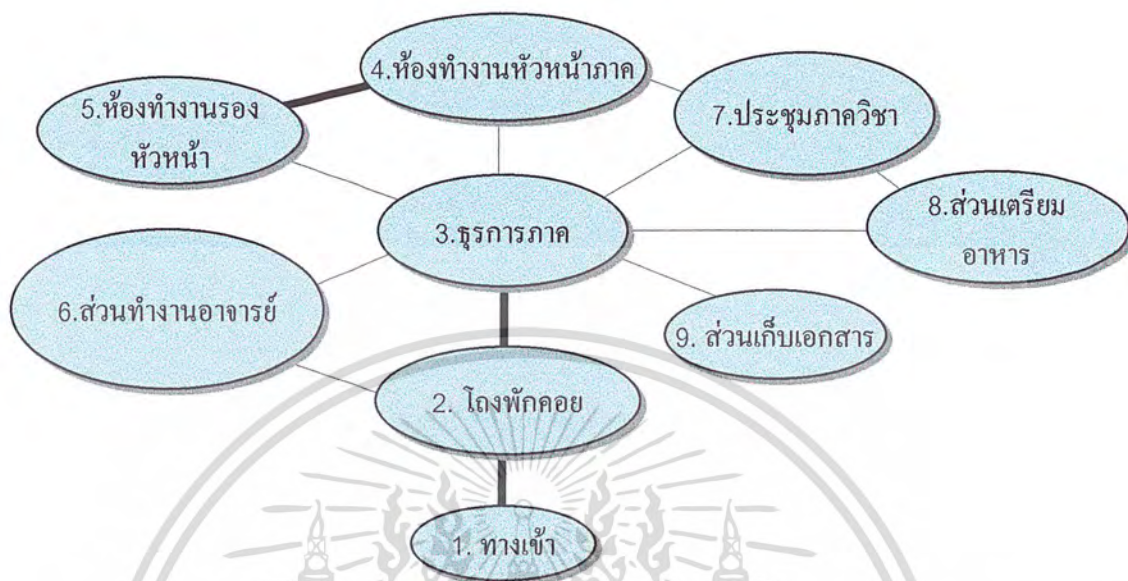 4.ห้องทำงานหัวหน้าภาค
5.ห้องทำงานรอง
หัวหน้า
7.ประชุมภาควิชา
3.ธุรการภาค
8.ส่วนเตรียม
อาหาร
6.ส่วนทำงานอาจารย์
9. ส่วนเก็บเอกสาร
2. โถงพักคอย
1. ทางเข้า